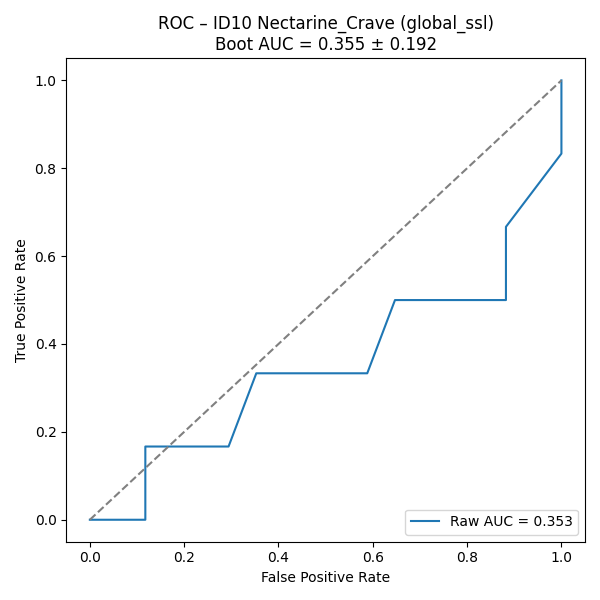 ROC – ID10 Nectarine_Crave (global_ssl)
Boot AUC = 0.355 ± 0.192
1.0
0.8
0.6
0.4
0.2
0.0
True Positive Rate
Raw AUC = 0.353
0.0 0.2 0.4 0.6 0.8 1.0
False Positive Rate